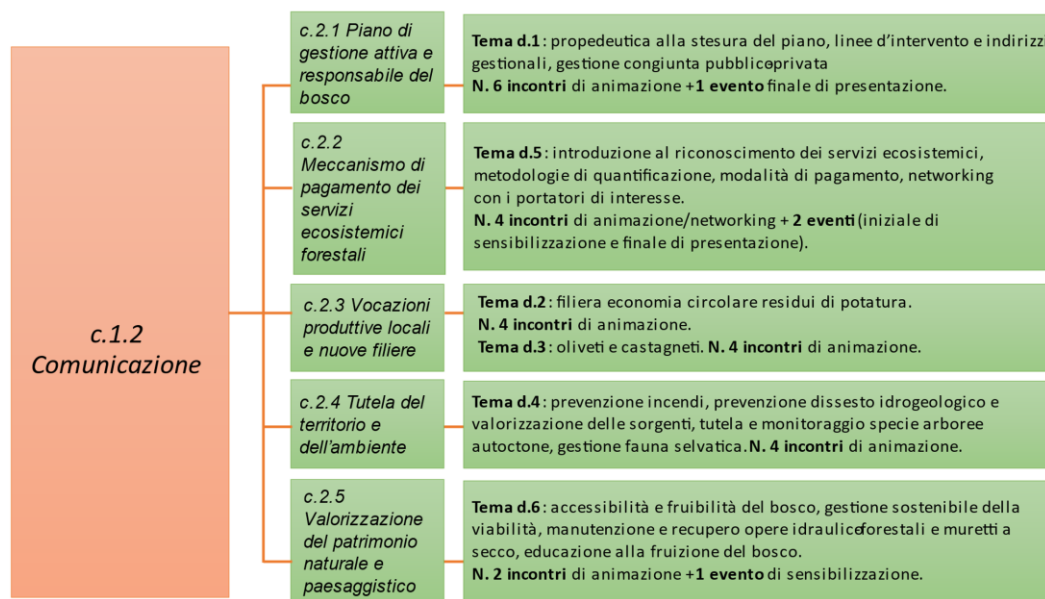 c.1.2
Comunicazione
c.2.1 Piano di
gestione attiva e
responsabile del
bosco
Tema d.1: propedeutica alla stesura del piano, linee d'intervento e indirizzi
gestionali, gestione congiunta pubblico-privata
N. 6 incontri di animazione +1 evento finale di presentazione.
c.2.2
Meccanismo di
pagamento dei
servizi
ecosistemici
forestali
Tema d.5: introduzione al riconoscimento dei servizi ecosistemici,
metodologie di quantificazione, modalità di pagamento, networking
con i portatori di interesse.
N. 4 incontri di animazione/networking + 2 eventi (iniziale di
sensibilizzazione e finale di presentazione).
c.2.3 Vocazioni
produttive locali
e nuove filiere
Tema d.2: filiera economia circolare residui di potatura.
N. 4 incontri di animazione.
Tema d.3: oliveti e castagneti. N. 4 incontri di animazione.
c.2.4 Tutela del
territorio e
dell'ambiente
Tema d.4: prevenzione incendi, prevenzione dissesto idrogeologico e
valorizzazione delle sorgenti, tutela e monitoraggio specie arboree
autoctone, gestione fauna selvatica. N. 4 incontri di animazione.
c.2.5
Valorizzazione
del patrimonio
naturale e
paesaggistico
Tema d.6: accessibilità e fruibilità del bosco, gestione sostenibile della
viabilità, manutenzione e recupero opere idraulico-forestali e muretti a
secco, educazione alla fruizione del bosco.
N. 2 incontri di animazione +1 evento di sensibilizzazione.